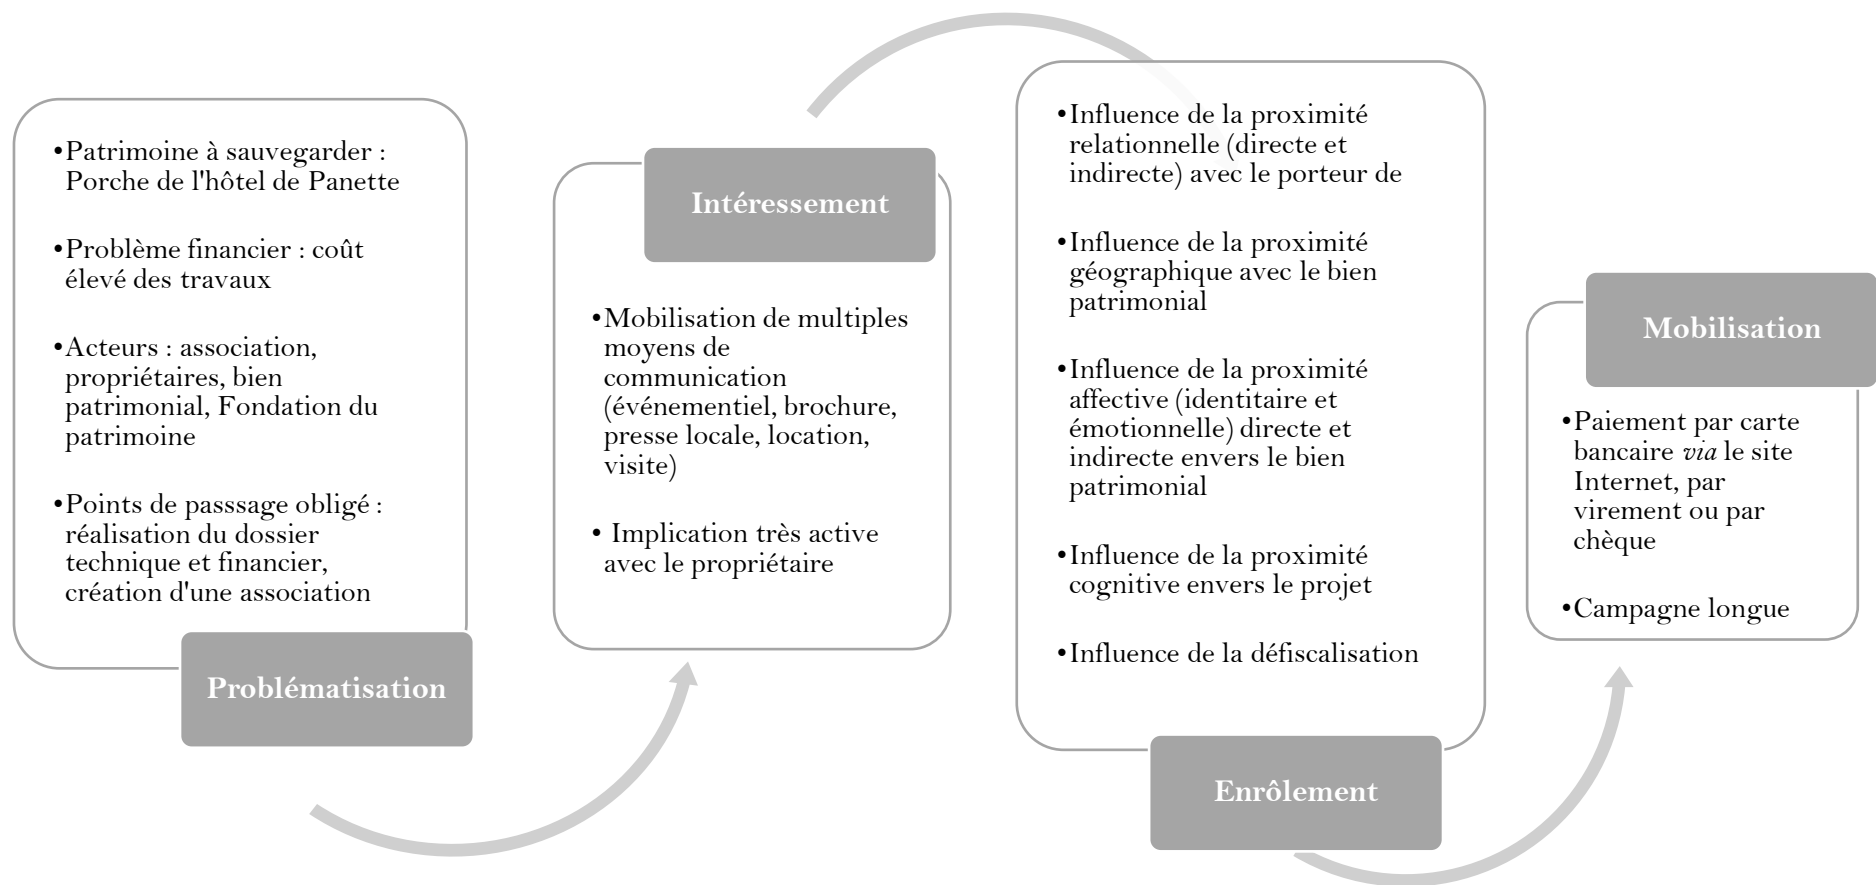 •Patrimoine à sauvegarder :
Porche de l'hôtel de Panette
•Problème financier : coût
élevé des travaux
•Acteurs : association,
propriétaires, bien
patrimonial, Fondation du
patrimoine
•Points de passsage obligé :
réalisation du dossier
technique et financier,
création d'une association
Problématisation
Intéressement
•Mobilisation de multiples
moyens de
communication
(événementiel, brochure,
presse locale, location,
visite)
• Implication très active
avec le propriétaire
•Influence de la proximité
relationnelle (directe et
indirecte) avec le porteur de
•Influence de la proximité
géographique avec le bien
patrimonial
•Influence de la proximité
affective (identitaire et
émotionnelle) directe et
indirecte envers le bien
patrimonial
•Influence de la proximité
cognitive envers le projet
•Influence de la défiscalisation
Enrôlement
Mobilisation
•Paiement par carte
bancaire via le site
Internet, par
virement ou par
chèque
•Campagne longue